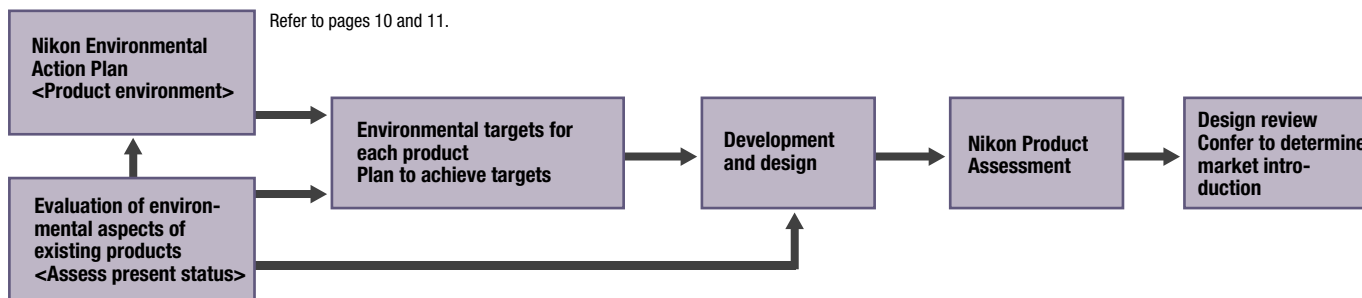 Refer to pages 10 and 11.
Nikon Environmental
Action Plan
<Product environment>
Evaluation of environ-
mental aspects of
existing products
<Assess present status>
Environmental targets for
each product
Plan to achieve targets
Development
and design
Nikon Product
Assessment
Design review
Confer to determine
market intro-
duction